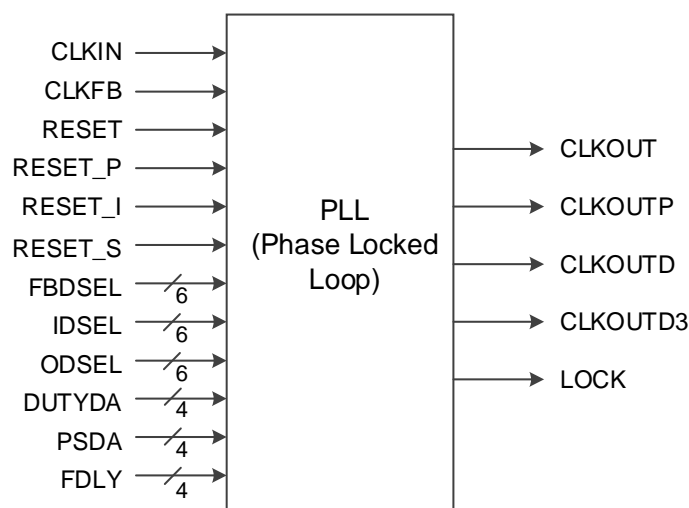 CLKIN
CLKFB
RESET
RESET_P
RESET_I
RESET_S
FBDSEL
6
IDSEL
6
ODSEL
6
DUTYDA
4
PSDA
4
FDLY
4
PLL
(Phase Locked
Loop)
CLKOUT
CLKOUTP
CLKOUTD
CLKOUTD3
LOCK